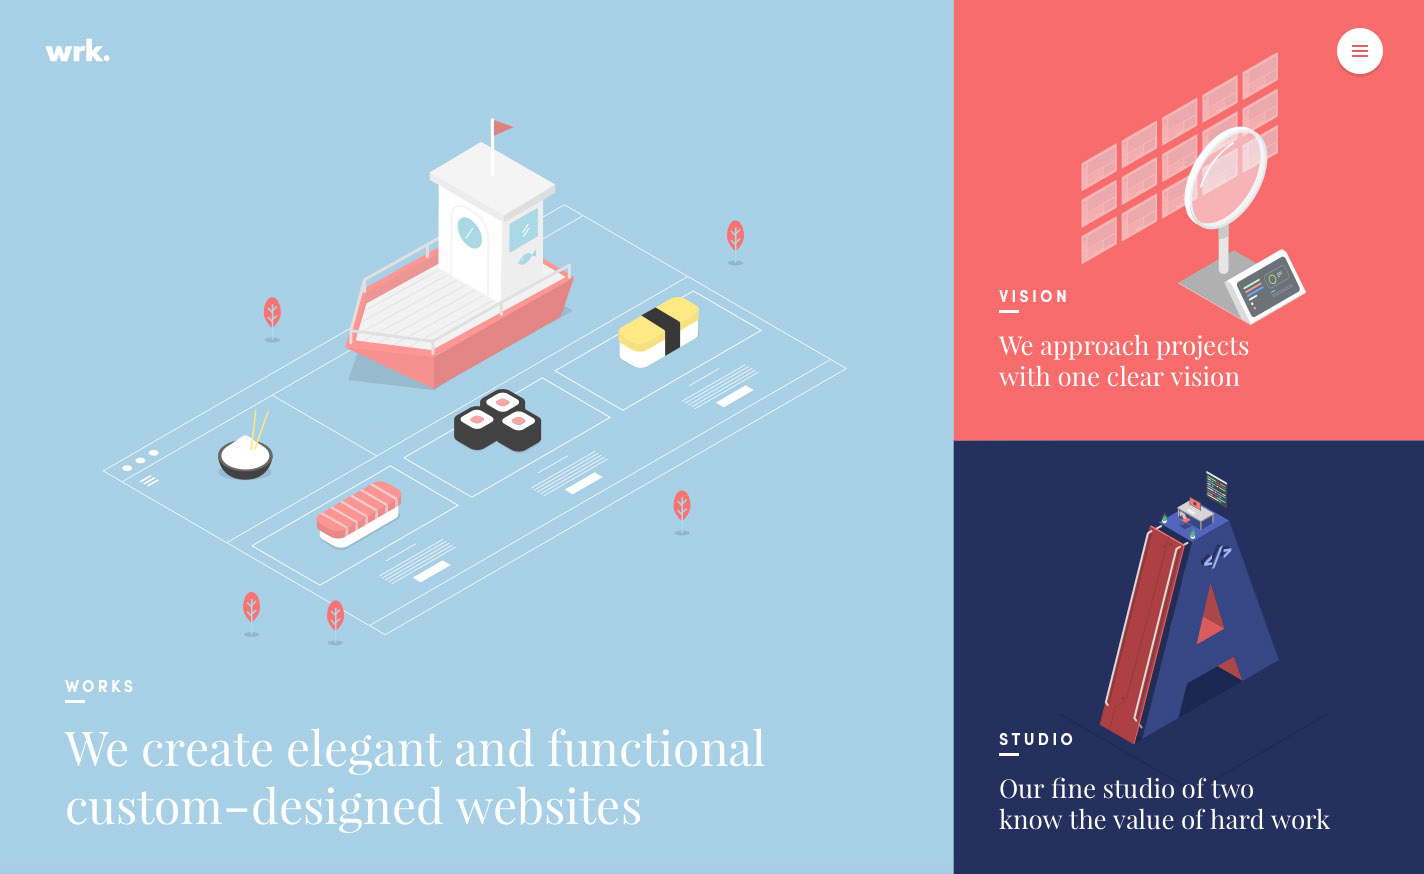 wrk.
WORKS
We create elegant and functional
custom–designed websites
VISION
We approach projects
with one clear vision
</>
STUDIO
Our fine studio of two
know the value of hard work